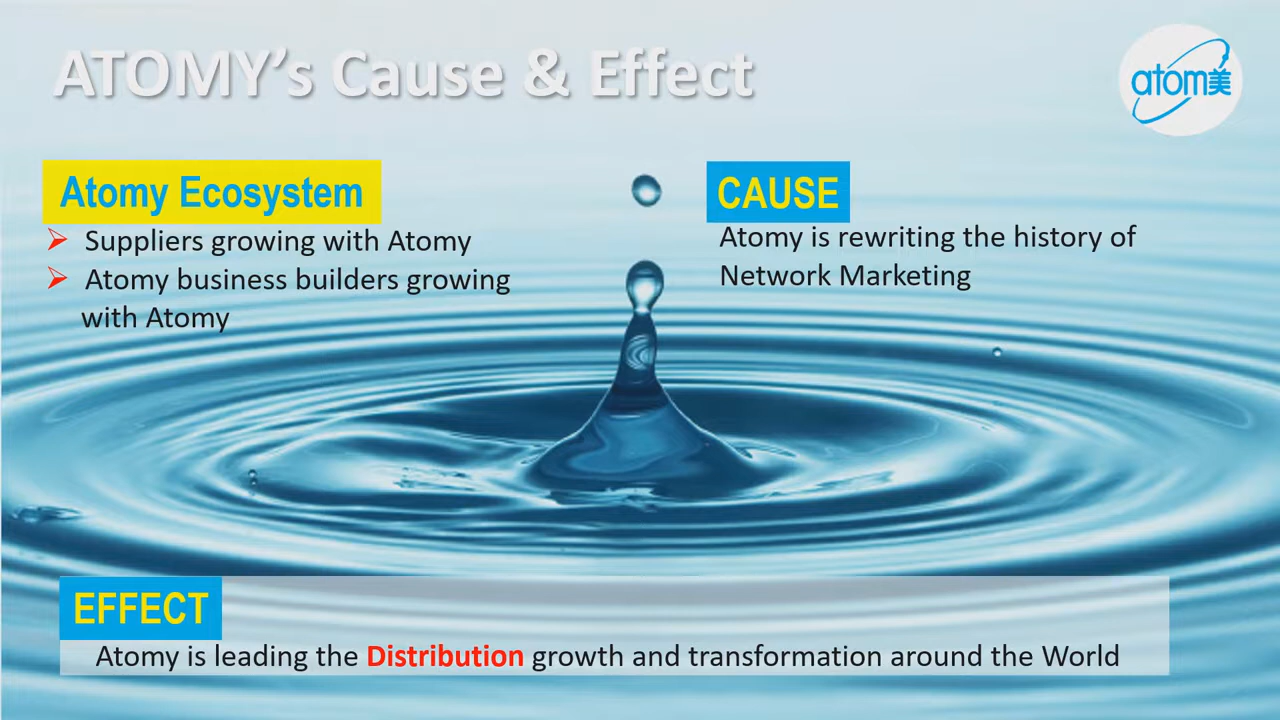 ATOMY's Cause & Effect
atom美
Atomy Ecosystem
➢ Suppliers growing with Atomy
➢ Atomy business builders growing
with Atomy
CAUSE
Atomy is rewriting the history of
Network Marketing
EFFECT
Atomy is leading the Distribution growth and transformation around the World